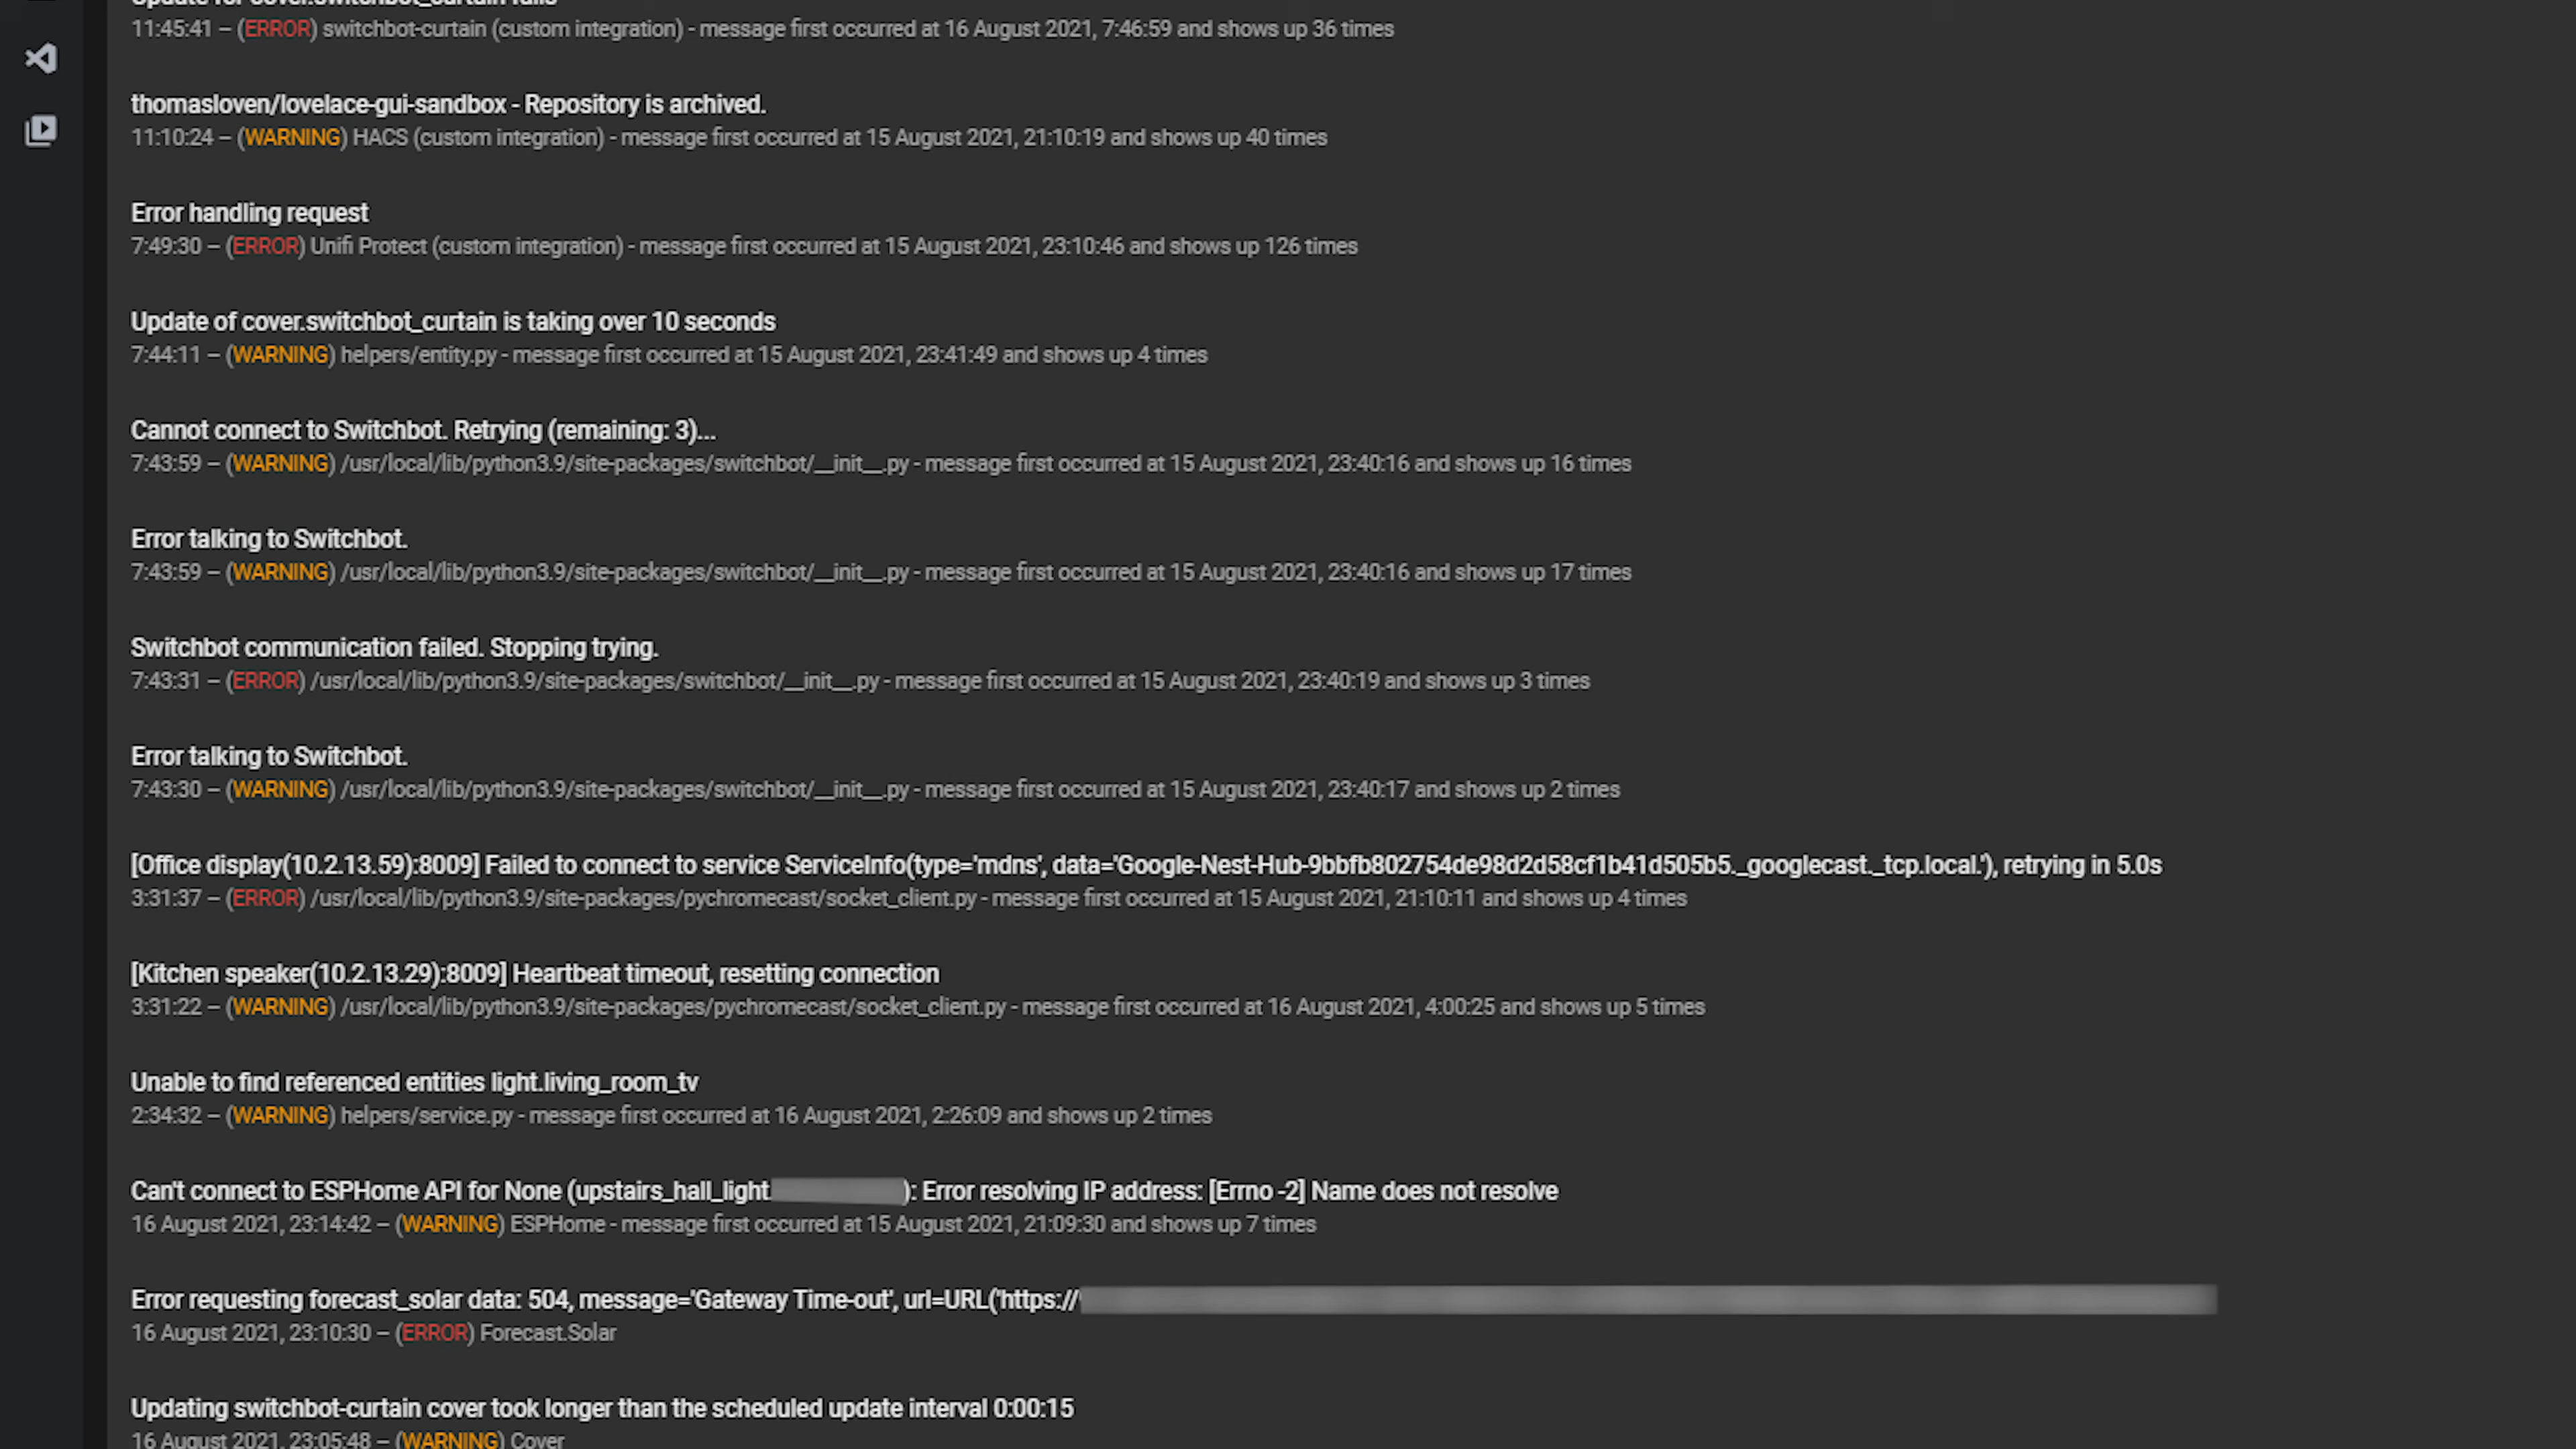 Update for cover.switchbot_curtain fails
11:45:41 – (ERROR) switchbot-curtain (custom integration) - message first occurred at 16 August 2021, 7:46:59 and shows up 36 times
thomasloven/lovelace-gui-sandbox - Repository is archived.
11:10:24 – (WARNING) HACS (custom integration) - message first occurred at 15 August 2021, 21:10:19 and shows up 40 times
Error handling request
7:49:30 – (ERROR) Unifi Protect (custom integration) - message first occurred at 15 August 2021, 23:10:46 and shows up 126 times
Update of cover.switchbot_curtain is taking over 10 seconds
7:44:11 – (WARNING) helpers/entity.py - message first occurred at 15 August 2021, 23:41:49 and shows up 4 times
Cannot connect to Switchbot. Retrying (remaining: 3)...
7:43:59 – (WARNING) /usr/local/lib/python3.9/site-packages/switchbot/__init__.py - message first occurred at 15 August 2021, 23:40:16 and shows up 16 times
Error talking to Switchbot.
7:43:59 – (WARNING) /usr/local/lib/python3.9/site-packages/switchbot/__init__.py - message first occurred at 15 August 2021, 23:40:16 and shows up 17 times
Switchbot communication failed. Stopping trying.
7:43:31 – (ERROR) /usr/local/lib/python3.9/site-packages/switchbot/__init__.py - message first occurred at 15 August 2021, 23:40:19 and shows up 3 times
Error talking to Switchbot.
7:43:30 – (WARNING) /usr/local/lib/python3.9/site-packages/switchbot/__init__.py - message first occurred at 15 August 2021, 23:40:17 and shows up 2 times
[Office display(10.2.13.59):8009] Failed to connect to service ServiceInfo(type='mdns', data='Google-Nest-Hub-9bbfb802754de98d2d58cf1b41d505b5._googlecast._tcp.local.'), retrying in 5.0s
3:31:37 – (ERROR) /usr/local/lib/python3.9/site-packages/pychromecast/socket_client.py - message first occurred at 15 August 2021, 21:10:11 and shows up 4 times
[Kitchen speaker(10.2.13.29):8009] Heartbeat timeout, resetting connection
3:31:22 – (WARNING) /usr/local/lib/python3.9/site-packages/pychromecast/socket_client.py - message first occurred at 16 August 2021, 4:00:25 and shows up 5 times
Unable to find referenced entities light.living_room_tv
2:34:32 – (WARNING) helpers/service.py - message first occurred at 16 August 2021, 2:26:09 and shows up 2 times
Can't connect to ESPHome API for None (upstairs_hall_light. ): Error resolving IP address: [Errno -2] Name does not resolve
16 August 2021, 23:14:42 – (WARNING) ESPHome - message first occurred at 15 August 2021, 21:09:30 and shows up 7 times
Error requesting forecast_solar data: 504, message='Gateway Time-out', url=URL('https://
16 August 2021, 23:10:30 – (ERROR) Forecast.Solar
Updating switchbot-curtain cover took longer than the scheduled update interval 0:00:15
16 August 2021, 23:05:48 – (WARNING) Cover